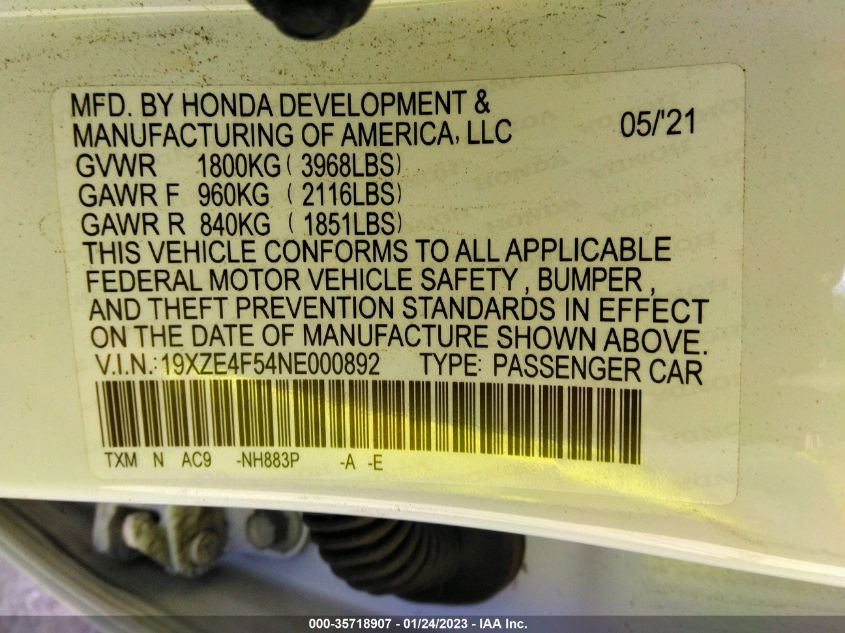 MFD. BY HONDA DEVELOPMENT &
MANUFACTURING OF AMERICA, LLC 05/'21
GVWR 1800KG ( 3968LBS)
GAWR F 960KG ( 2116LBS)
GAWR R 840KG ( 1851LBS)
THIS VEHICLE CONFORMS TO ALL APPLICABLE
FEDERAL MOTOR VEHICLE SAFETY , BUMPER ,
AND THEFT PREVENTION STANDARDS IN EFFECT
ON THE DATE OF MANUFACTURE SHOWN ABOVE.
V.I.N.:19XZE4F54NE000892 TYPE: PASSENGER CAR
TXM N AC9 -NH883P -A -E
000-35718907 - 01/24/2023 - IAA Inc.